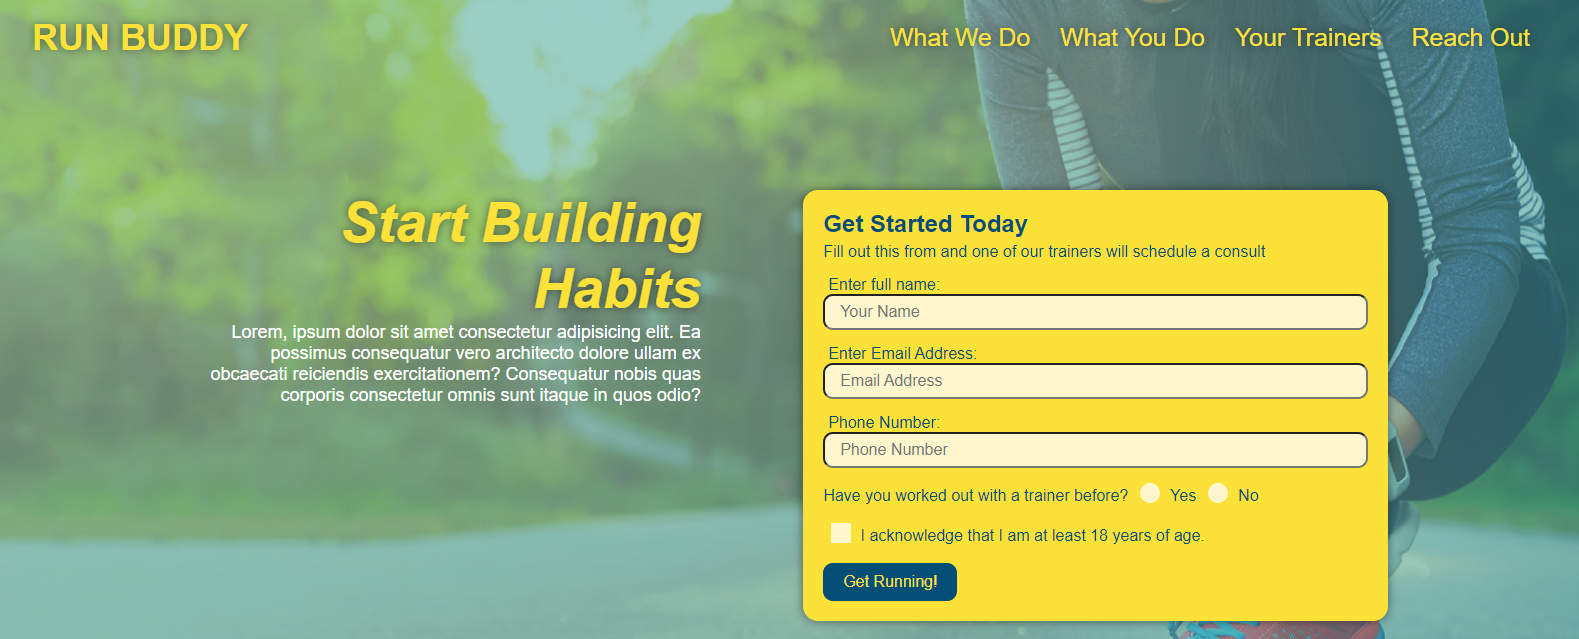 RUN BUDDY
What We Do What You Do Your Trainers Reach Out
Start Building
Habits
Lorem, ipsum dolor sit amet consectetur adipisicing elit. Ea
possimus consequatur vero architecto dolore ullam ex
obcaecati reiciendis exercitationem? Consequatur nobis quas
corporis consectetur omnis sunt itaque in quos odio?
Get Started Today
Fill out this from and one of our trainers will schedule a consult
Enter full name:
Your Name
Enter Email Address:
Email Address
Phone Number:
Phone Number
Have you worked out with a trainer before? Yes No
I acknowledge that I am at least 18 years of age.
Get Running!